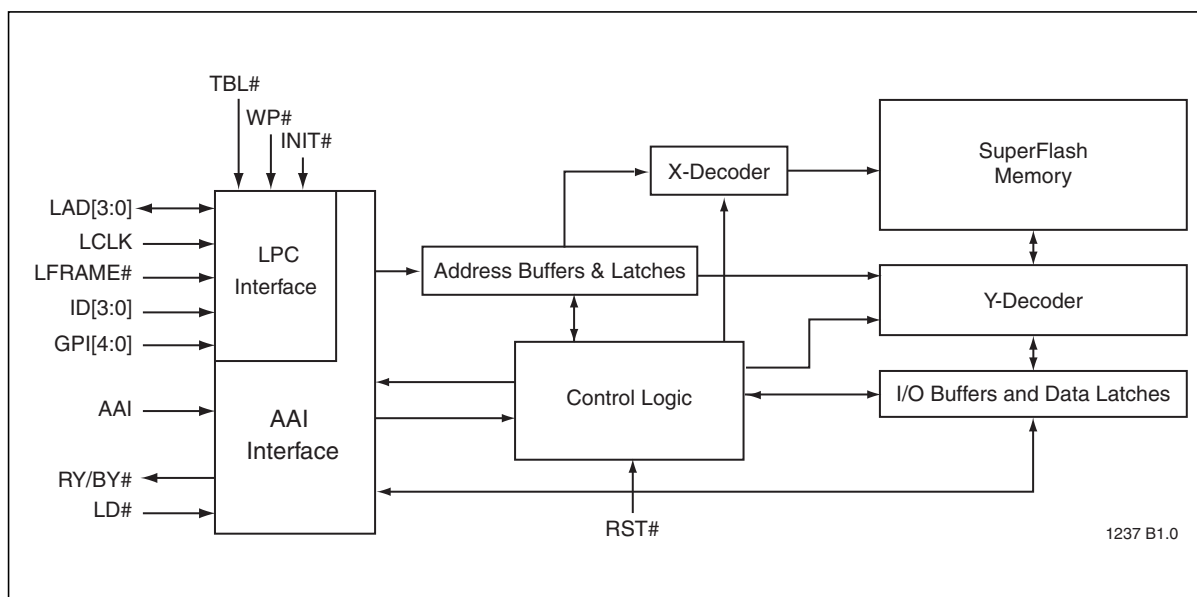 TBL#
WP#
INIT#
LAD[3:0]
LCLK
LFRAME#
ID[3:0]
GPI[4:0]
AAI
RY/BY#
LD#
LPC
Interface
AAI
Interface
Address Buffers & Latches
X-Decoder
SuperFlash
Memory
Y-Decoder
Control Logic
I/O Buffers and Data Latches
RST#
1237 B1.0